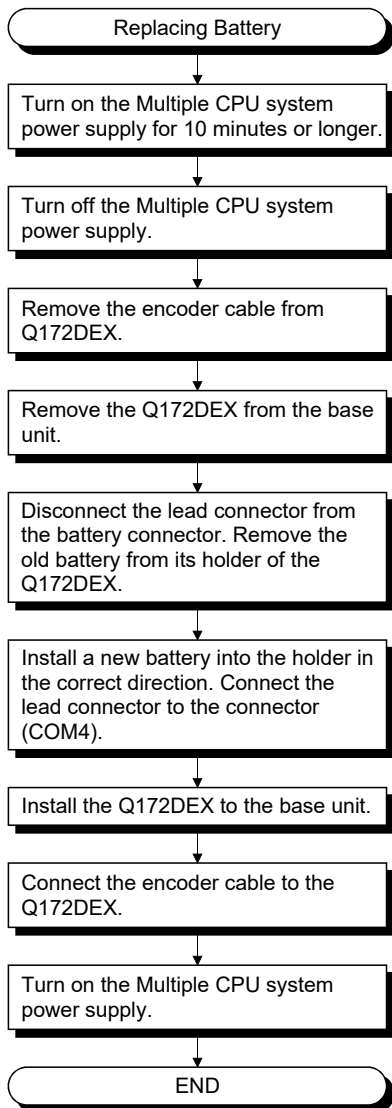 Replacing Battery
Turn on the Multiple CPU system
power supply for 10 minutes or longer.
Turn off the Multiple CPU system
power supply.
Remove the encoder cable from
Q172DEX.
Remove the Q172DEX from the base
unit.
Disconnect the lead connector from
the battery connector. Remove the
old battery from its holder of the
Q172DEX.
Install a new battery into the holder in
the correct direction. Connect the
lead connector to the connector
(COM4).
Install the Q172DEX to the base unit.
Connect the encoder cable to the
Q172DEX.
Turn on the Multiple CPU system
power supply.
END